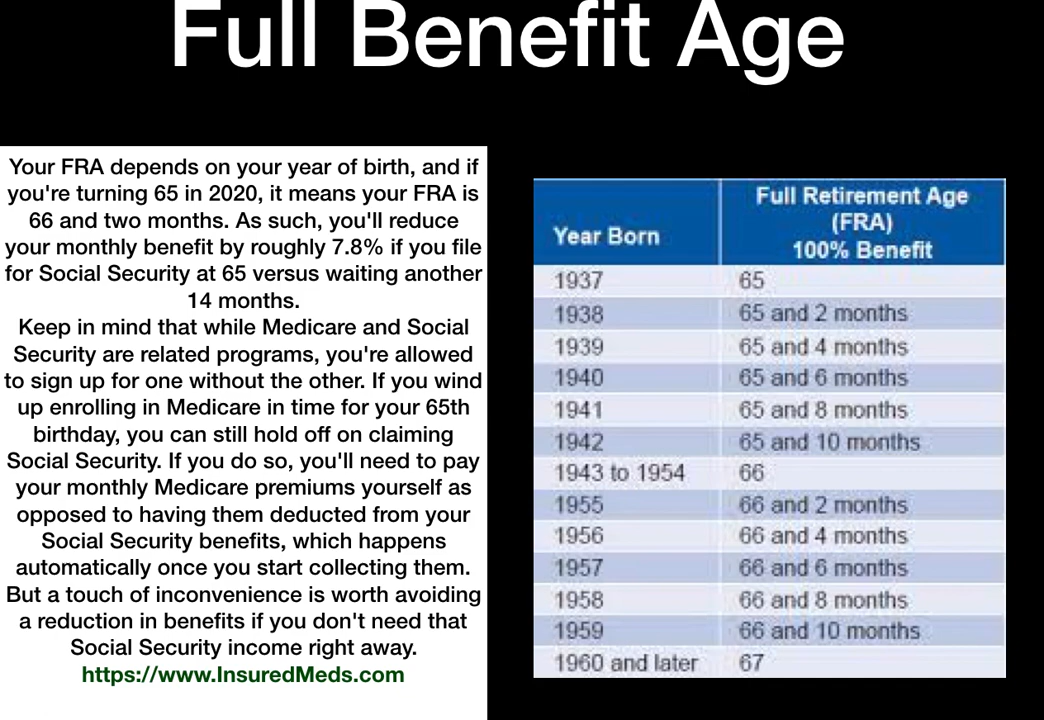 Full Benefit Age
Your FRA depends on your year of birth, and if
you're turning 65 in 2020, it means your FRA is
66 and two months. As such, you'll reduce
your monthly benefit by roughly 7.8% if you file
for Social Security at 65 versus waiting another
14 months.
Keep in mind that while Medicare and Social
Security are related programs, you're allowed
to sign up for one without the other. If you wind
up enrolling in Medicare in time for your 65th
birthday, you can still hold off on claiming
Social Security. If you do so, you'll need to pay
your monthly Medicare premiums yourself as
opposed to having them deducted from your
Social Security benefits, which happens
automatically once you start collecting them.
But a touch of inconvenience is worth avoiding
a reduction in benefits if you don't need that
Social Security income right away.
https://www.InsuredMeds.com
Year Born
Full Retirement Age
(FRA)
100% Benefit
1937 65
1938 65 and 2 months
1939 65 and 4 months
1940 65 and 6 months
1941 65 and 8 months
1942 65 and 10 months
1943 to 1954 66
1955 66 and 2 months
1956 66 and 4 months
1957 66 and 6 months
1958 66 and 8 months
1959 66 and 10 months
1960 and later 67